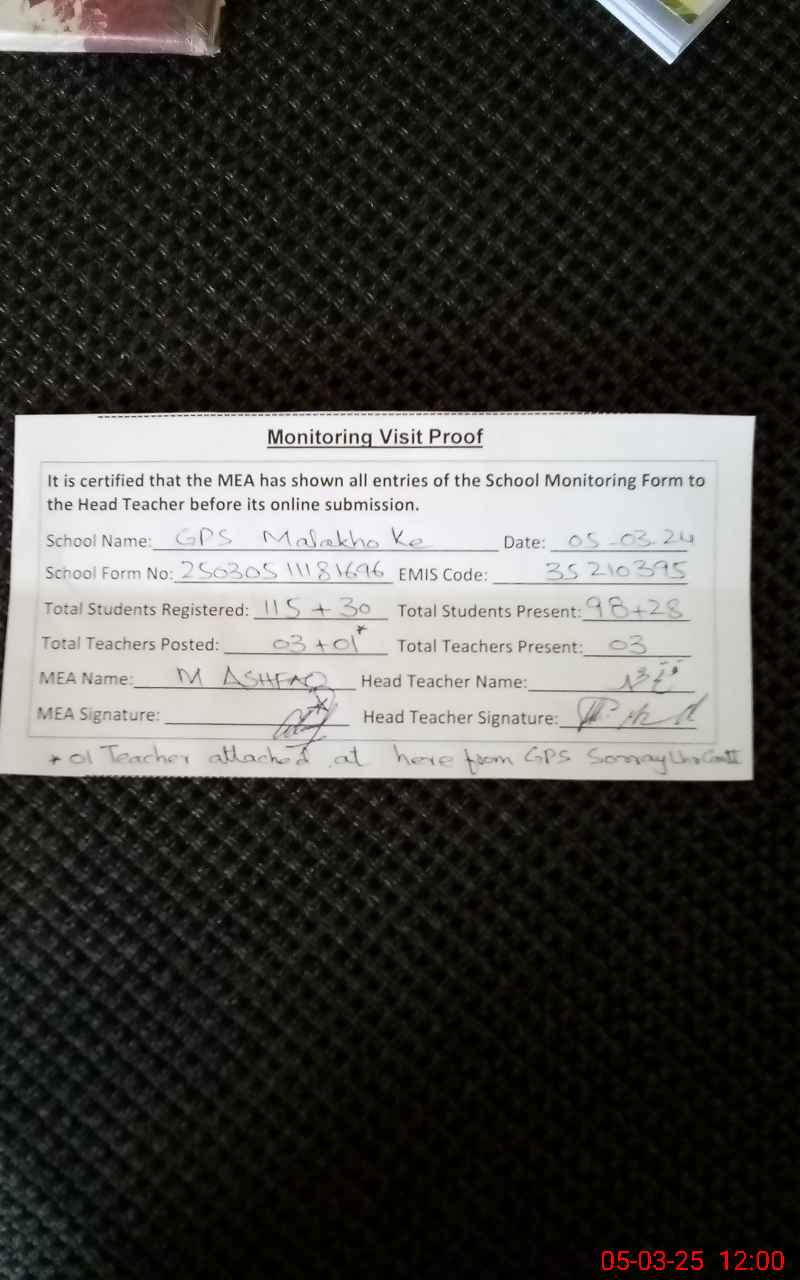 Monitoring Visit Proof
It is certified that the MEA has shown all entries of the School Monitoring Form to
the Head Teacher before its online submission.
School Name: GPS Malakho Ke Date: 05-03.24
School Form No: 25030511181696 EMIS Code: 35210395
Total Students Registered: 115 + 30 Total Students Present: 98+28
Total Teachers Posted: 03 + 01* Total Teachers Present: 03
MEA Name: M ASHFAQ Head Teacher Name:
MEA Signature: Head Teacher Signature:
* 01 Teacher attached at here from GPS
05-03-25 12:00